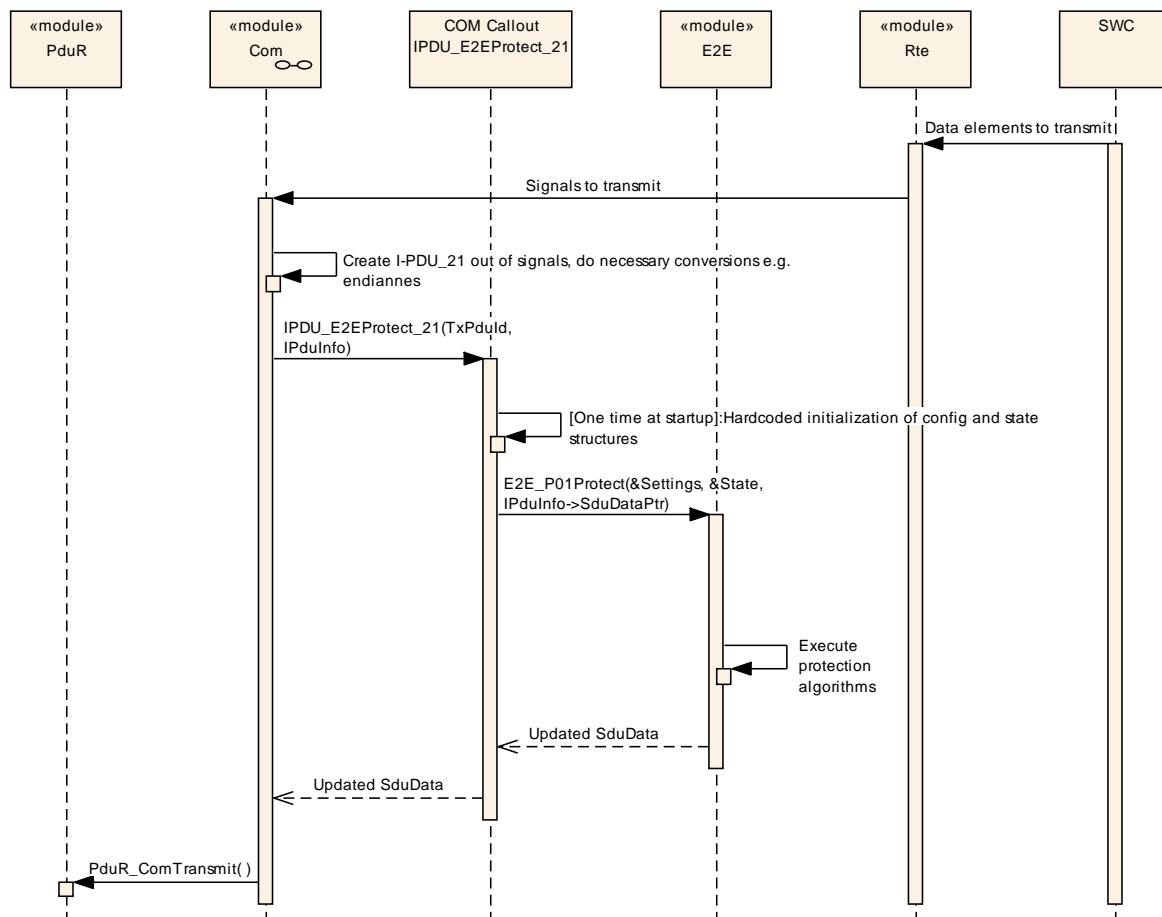 «module»
PduR
«module»
Com
COM Callout
IPDU_E2EProtect_21
«module»
E2E
«module»
Rte
SWC
Data elements to transmit
Signals to transmit
Create I-PDU_21 out of signals, do necessary conversions e.g.
endiannes
IPDU_E2EProtect_21(TxPduId,
IPduInfo)
[One time at startup]:Hardcoded initialization of config and state
structures
E2E_P01Protect(&Settings, &State,
IPduInfo->SduDataPtr)
Execute
protection
algorithms
Updated SduData
Updated SduData
PduR_ComTransmit( )